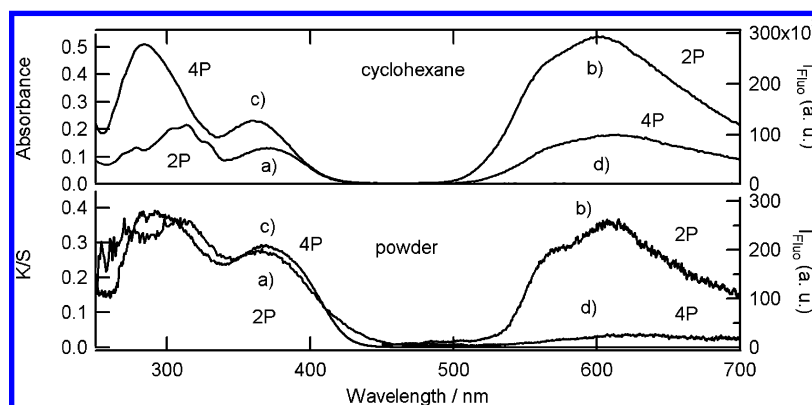 cyclohexane
Absorbance
0.5
0.4
0.3
0.2
0.1
0.0
4P
c)
2P
a)
b)
2P
4P
d)
300x10
200
100
0
I Fluo (a. u.)
powder
K/S
0.4
0.3
0.2
0.1
0.0
c)
4P
a)
2P
b)
2P
d)
4P
300
200
100
0
I Fluo (a. u.)
300
400
500
600
700
Wavelength / nm